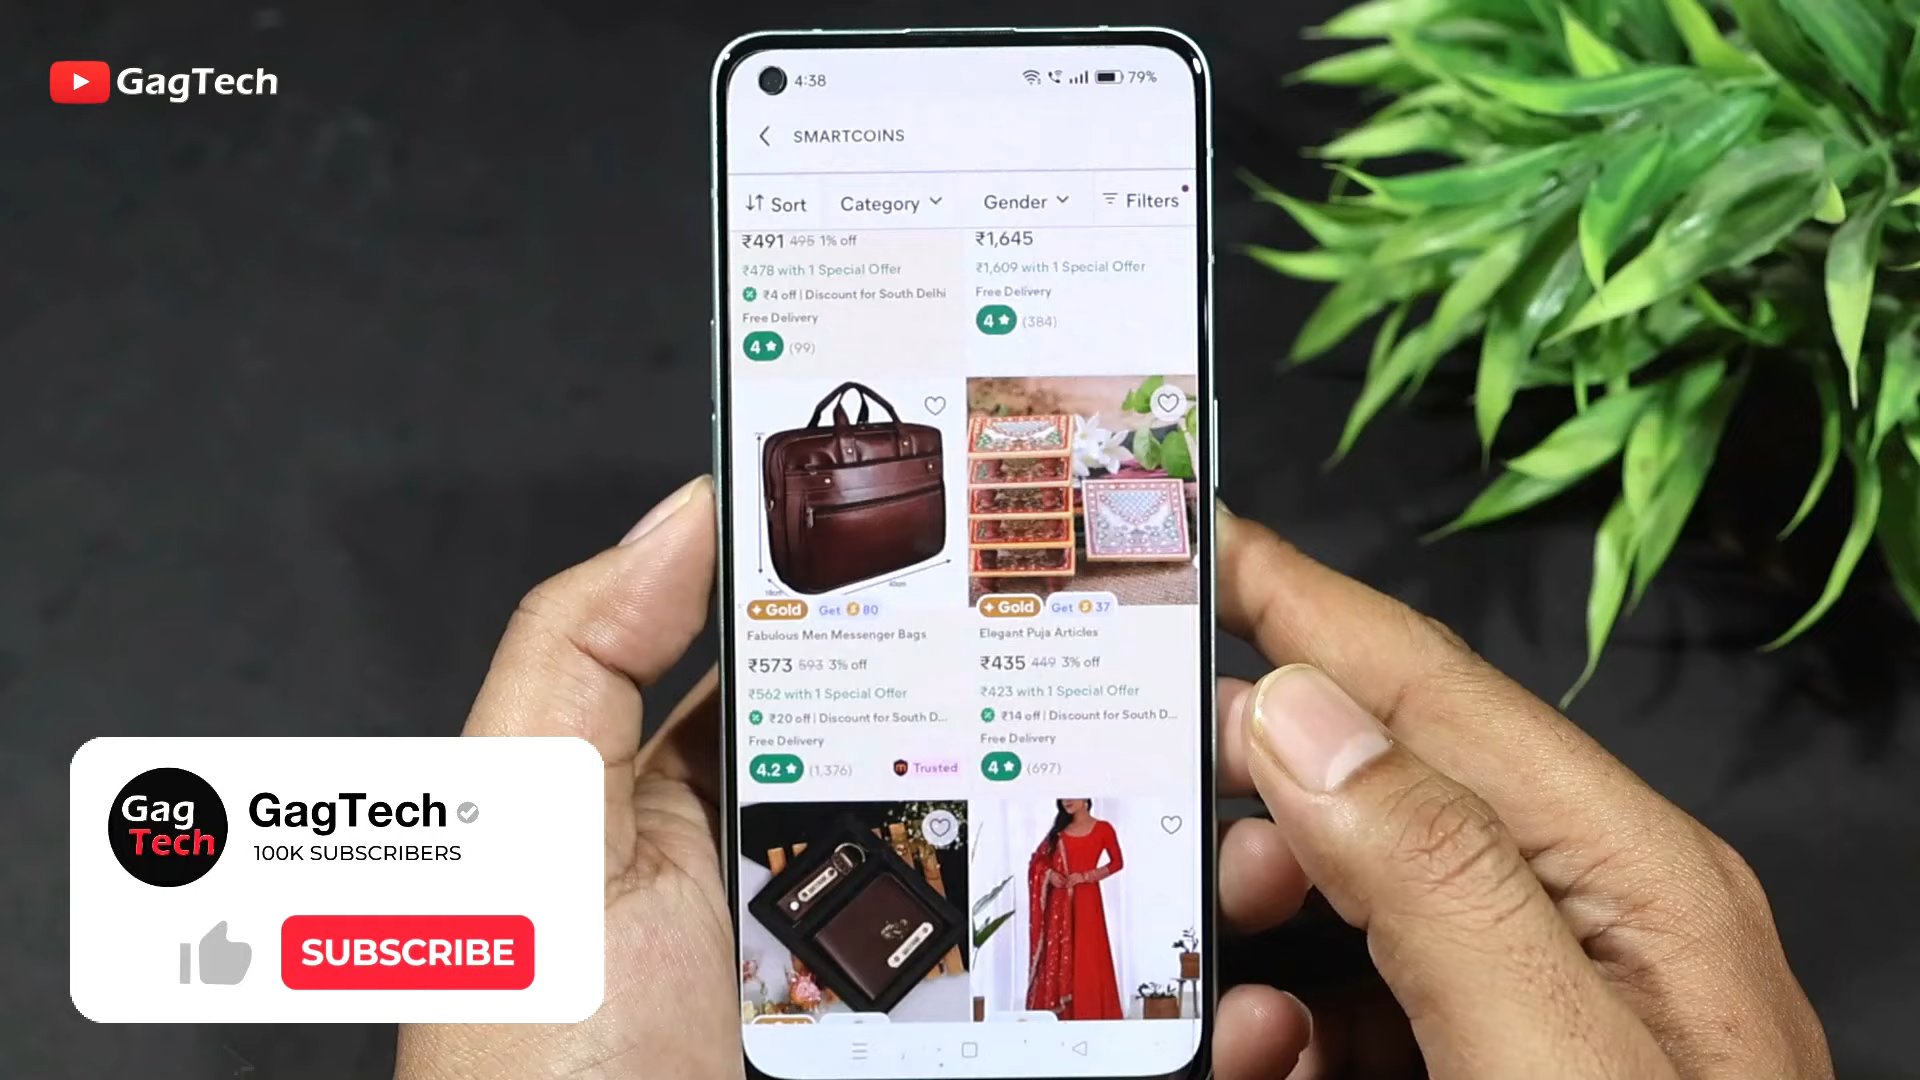 GagTech
4:38
79%
SMARTCOINS
Sort
Category
Gender
Filters
₹491 495 1% off
₹478 with 1 Special Offer
₹4 off | Discount for South Delhi
Free Delivery
4 ★ (99)
₹1,645
₹1,609 with 1 Special Offer
Free Delivery
4 ★ (384)
Gold Get 80
Fabulous Men Messenger Bags
₹573 593 3% off
₹562 with 1 Special Offer
₹20 off | Discount for South D...
Free Delivery
4.2 ★ (1,376)
Trusted
Gold Get 37
Elegant Puja Articles
₹435 449 3% off
₹423 with 1 Special Offer
₹14 off | Discount for South D...
Free Delivery
4 ★ (697)
Gag
Tech
GagTech
100K SUBSCRIBERS
SUBSCRIBE